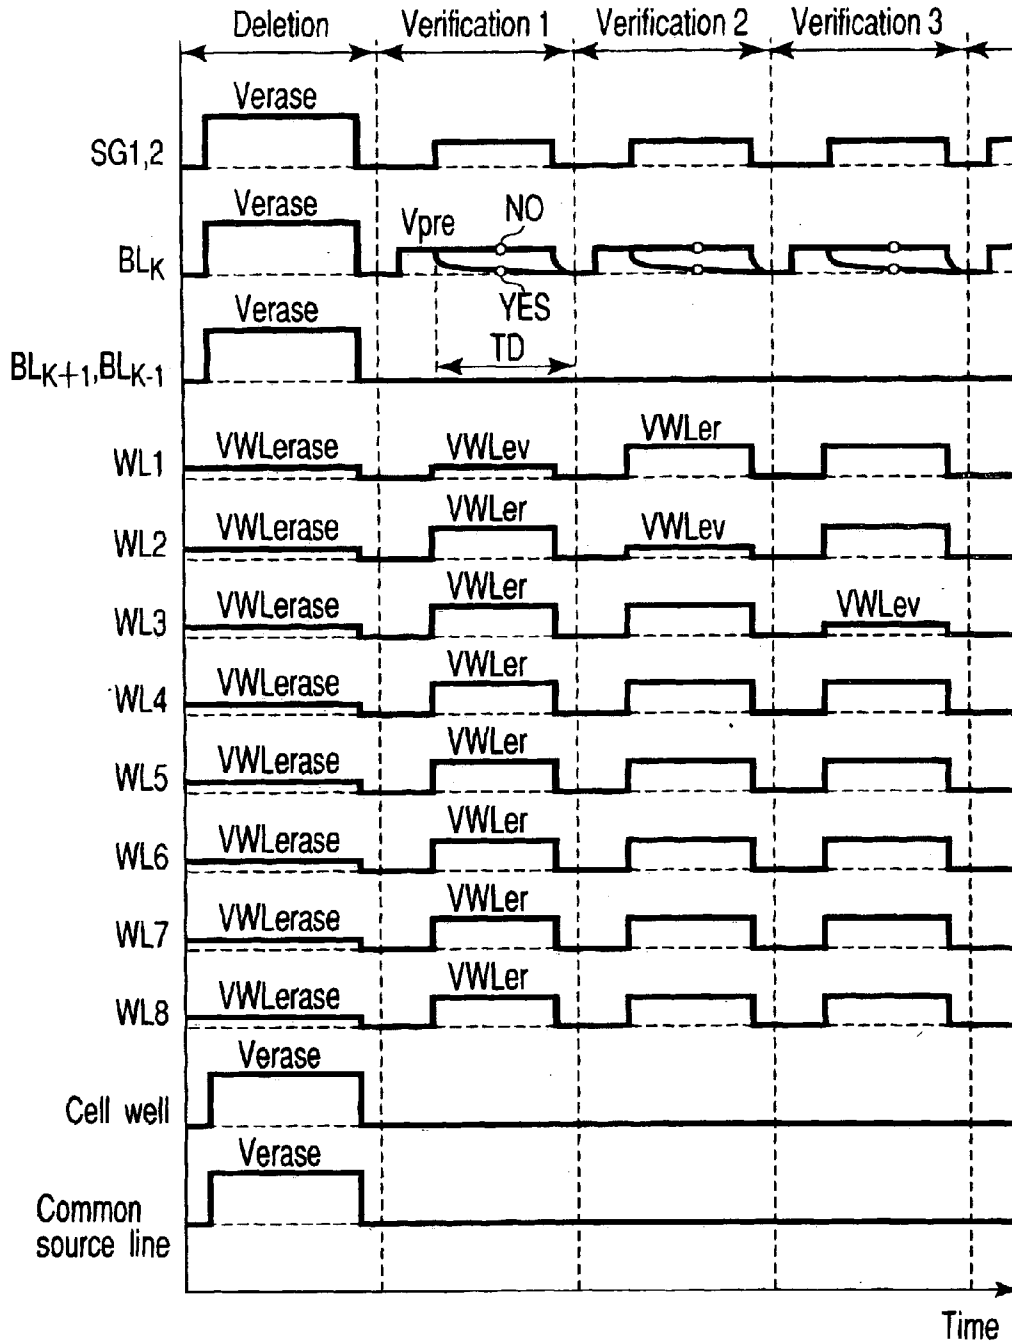 Deletion Verification 1 Verification 2 Verification 3
Verase
SG1,2
Verase
Vpre NO
BLK
YES
Verase
TD
BLK+1,BLK-1
VWLerase VWLev VWLer
WL1
VWLerase VWLer VWLev
WL2
VWLerase VWLer VWLev
WL3
VWLerase VWLer
WL4
VWLerase VWLer
WL5
VWLerase VWLer
WL6
VWLerase VWLer
WL7
VWLerase VWLer
WL8
Verase
Cell well
Verase
Common
source line
Time